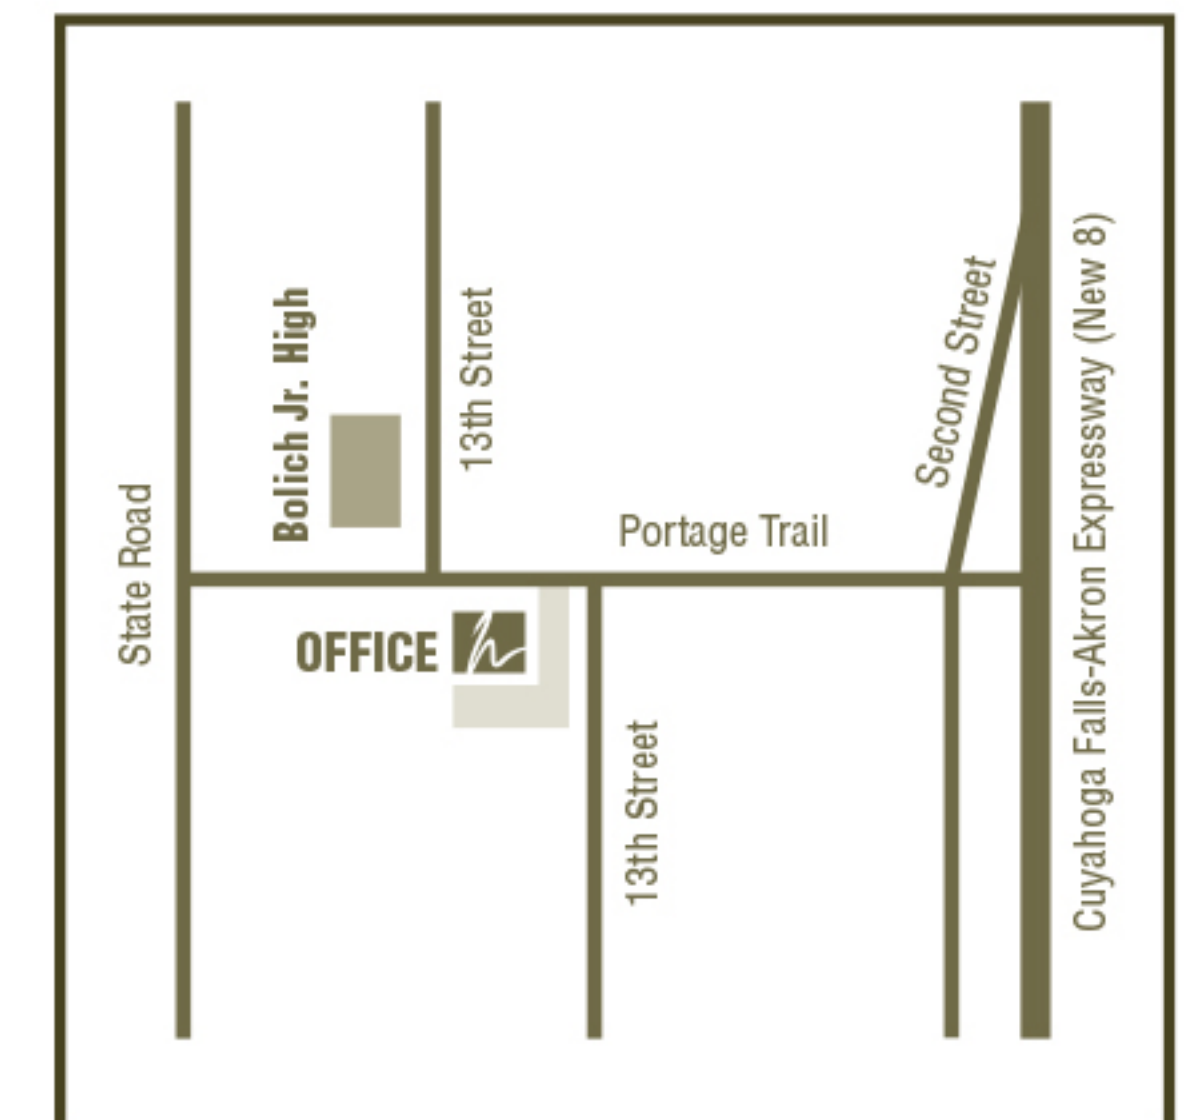 State Road
Bolich Jr. High
13th Street
Second Street
Cuyahoga Falls-Akron Expressway (New 8)
Portage Trail
OFFICE
h
13th Street